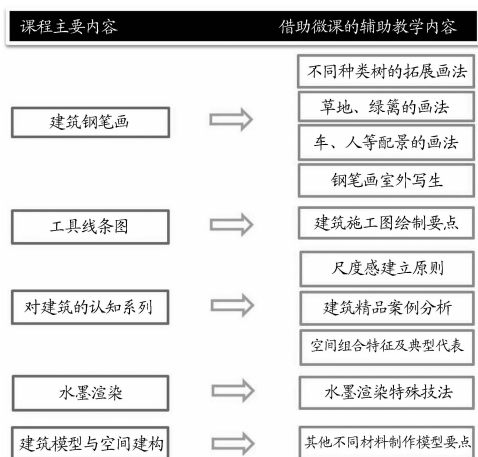 课程主要内容 借助微课的辅助教学内容
不同种类树的拓展画法
草地、绿篱的画法
建筑钢笔画
车、人等配景的画法
钢笔画室外写生
工具线条图
建筑施工图绘制要点
尺度感建立原则
对建筑的认知系列
建筑精品案例分析
空间组合特征及典型代表
水墨渲染
水墨渲染特殊技法
建筑模型与空间建构
其他不同材料制作模型要点